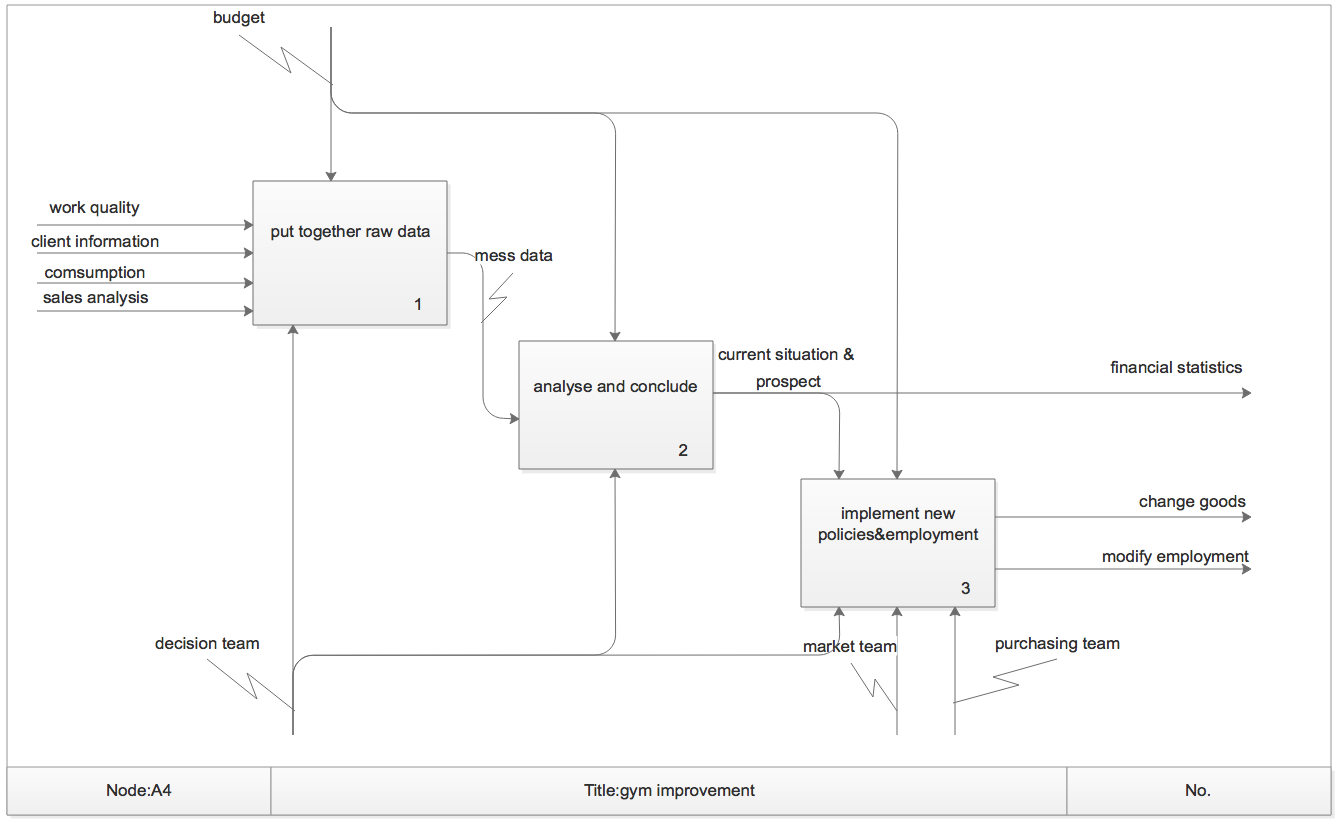 budget
work quality
client information
comsumption
sales analysis
put together raw data
1
mess data
analyse and conclude
2
current situation &
prospect
financial statistics
implement new
policies&employment
3
change goods
modify employment
decision team
market team
purchasing team
Node:A4
Title:gym improvement
No.